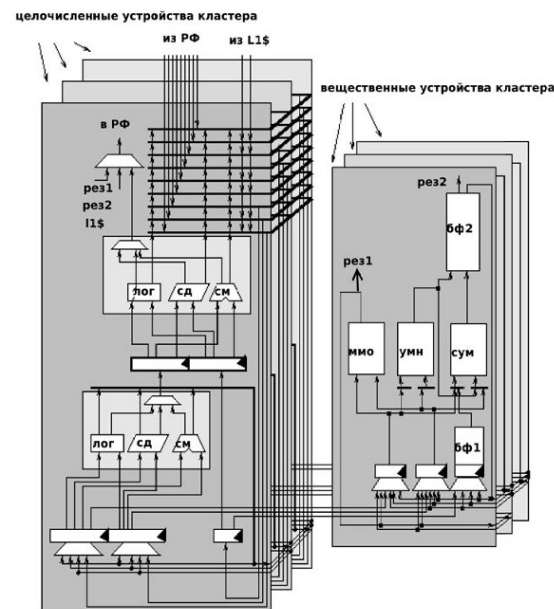 целочисленные устройства кластера
из РФ
из L1$
вещественные устройства кластера
в РФ
рез1
рез2
l1$
лог
сд
см
лог
сд
см
рез2
бф2
рез1
ммо
умн
сум
бф1